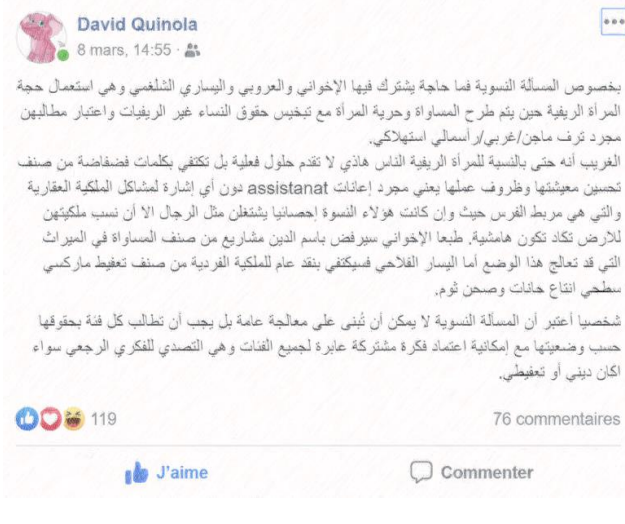 David Quinola
8 mars, 14:55 ·
بخصوص المسألة النسوية فما حاجة يشترك فيها الإخواني والعروبي واليساري الشلغمي وهي استعمال حجة
المرأة الريفية حين يتم طرح المساواة وحرية المرأة مع تبخيس حقوق النساء غير الريفيات واعتبار مطالبهن
مجرد ترف ماجن/غربي/رأسمالي استهلاكي.
الغريب أنه حتى بالنسبة للمرأة الريفية الناس هاذي لا تقدم حلول فعلية بل تكتفي بكلمات فضفاضة من صنف
تحسين معيشتها وظروف عملها يعني مجرد إعانات assistanat دون أي إشارة لمشاكل الملكية العقارية
والتي هي مربط الفرس حيث وإن كانت هؤلاء النسوة إحصائيا يشتغلن مثل الرجال الا أن نسب ملكيتهن
للارض تكاد تكون هامشية. طبعا الإخواني سيرفض باسم الدين مشاريع من صنف المساواة في الميراث
التي قد تعالج هذا الوضع أما اليسار الفلاحي فسيكتفي بنقد عام للملكية الفردية من صنف تعفيط ماركسي
سطحي انتاع حانات وصحن ثوم.
شخصيا أعتبر أن المسألة النسوية لا يمكن أن تُبنى على معالجة عامة بل يجب أن تطالب كل فئة بحقوقها
حسب وضعيتها مع إمكانية اعتماد فكرة مشتركة عابرة لجميع الفئات وهي التصدي للفكري الرجعي سواء
اكان ديني أو تعفيطي.
119
76 commentaires
J'aime
Commenter